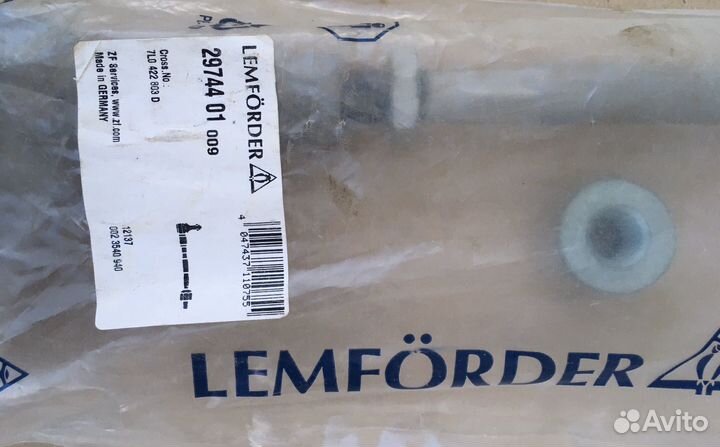 LEMFÖRDER
29744 01 009
Cross.No.:
7L0 422 803 D
ZF Services, www.zf.com
Made in GERMANY
12137
002 3540 940
4 047437 110755
LEMFÖRDER
Avito